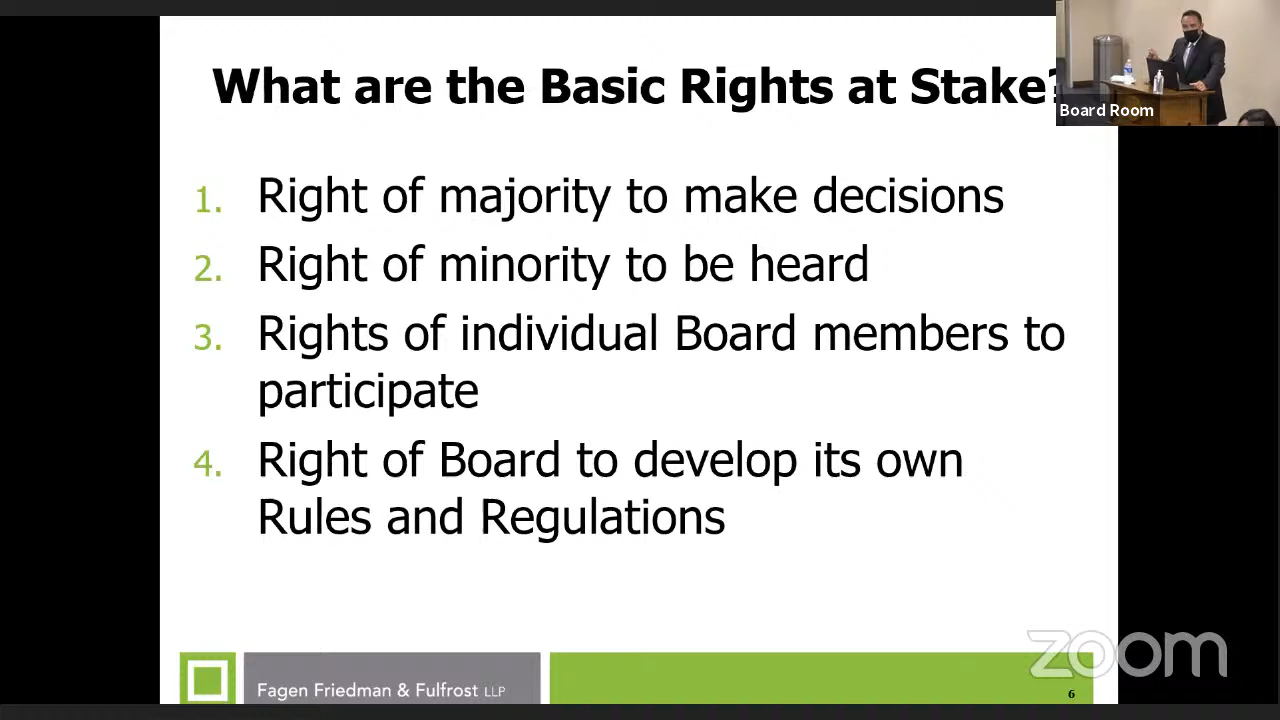 What are the Basic Rights at Stake?
Board Room
1. Right of majority to make decisions
2. Right of minority to be heard
3. Rights of individual Board members to
participate
4. Right of Board to develop its own
Rules and Regulations
Fagen Friedman & Fulfrost LLP
6
zoom